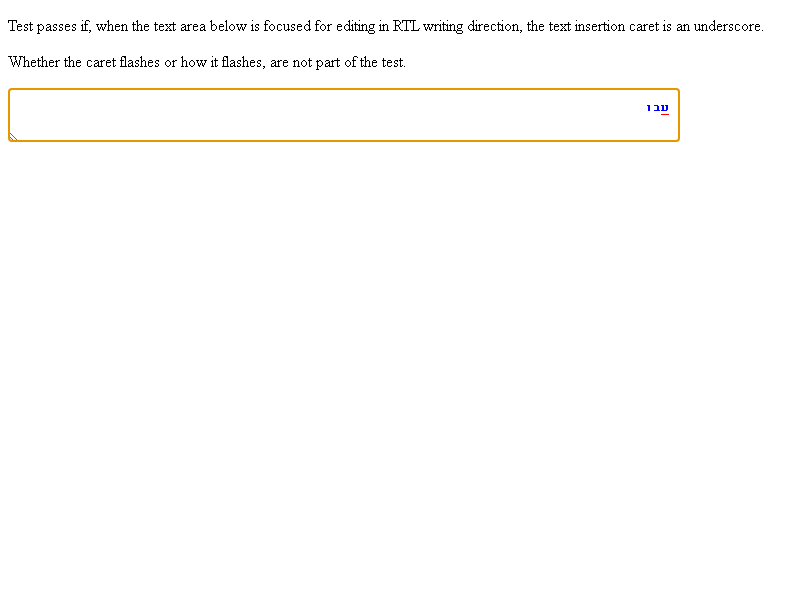 Test passes if, when the text area below is focused for editing in RTL writing direction, the text insertion caret is an underscore.
Whether the caret flashes or how it flashes, are not part of the test.
עבו